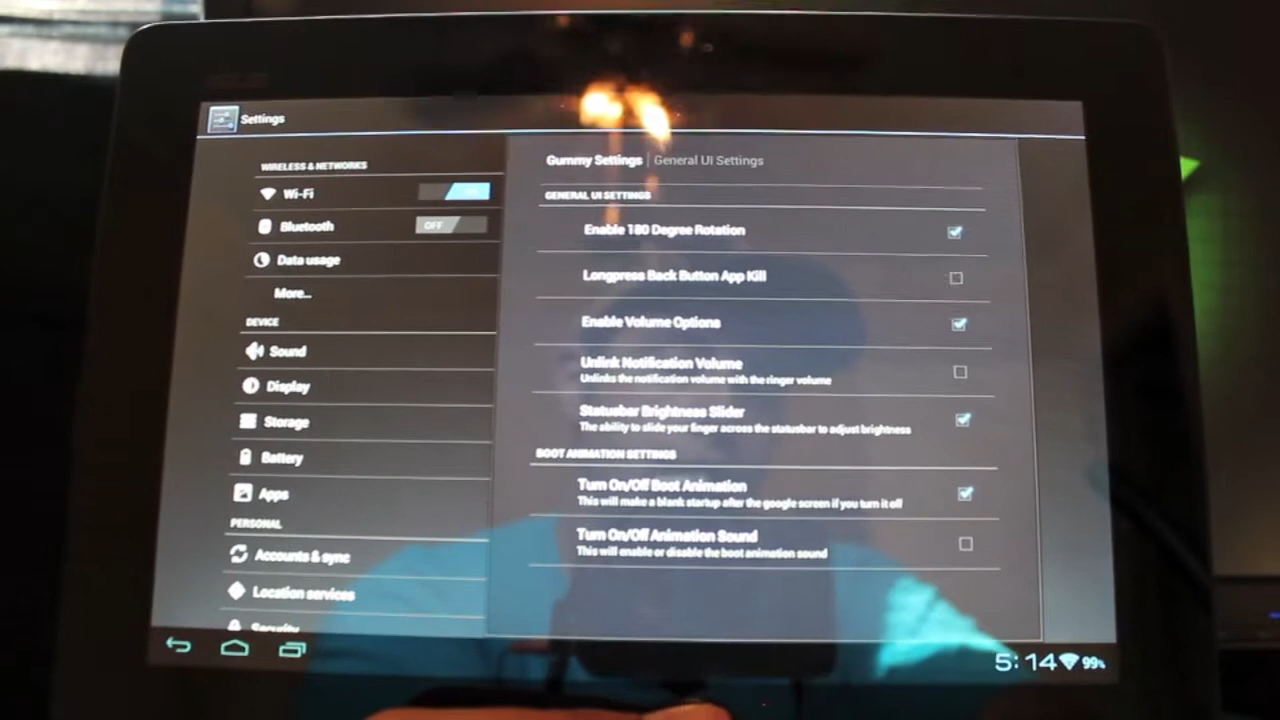 Settings
WIRELESS & NETWORKS
Wi-Fi
Bluetooth OFF
Data usage
More...
DEVICE
Sound
Display
Storage
Battery
Apps
PERSONAL
Accounts & sync
Location services
Security
Gummy Settings General UI Settings
GENERAL UI SETTINGS
Enable 180 Degree Rotation
Longpress Back Button App Kill
Enable Volume Options
Unlink Notification Volume
Unlinks the notification volume with the ringer volume
Statusbar Brightness Slider
The ability to slide your finger across the statusbar to adjust brightness
BOOT ANIMATION SETTINGS
Turn On/Off Boot Animation
This will make a blank startup after the google screen if you turn it off
Turn On/Off Animation Sound
This will enable or disable the boot animation sound
5:14 99%